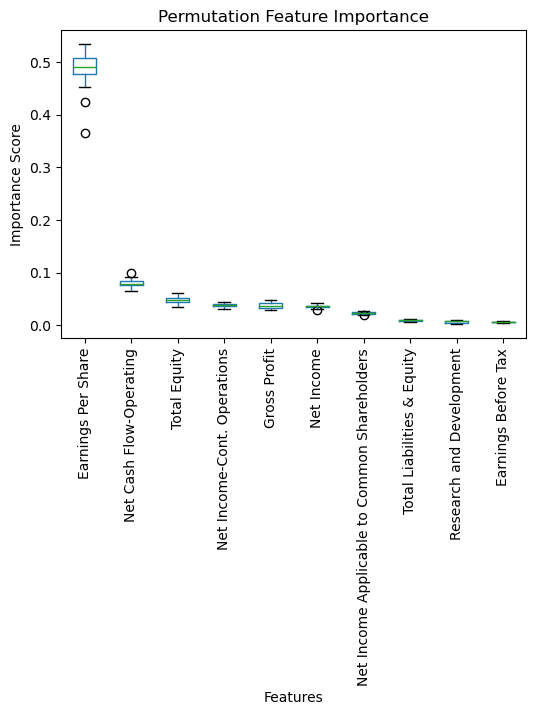 Permutation Feature Importance
Importance Score
0.5
0.4
0.3
0.2
0.1
0.0
Earnings Per Share
Net Cash Flow-Operating
Total Equity
Net Income-Cont. Operations
Gross Profit
Net Income
Net Income Applicable to Common Shareholders
Total Liabilities & Equity
Research and Development
Earnings Before Tax
Features